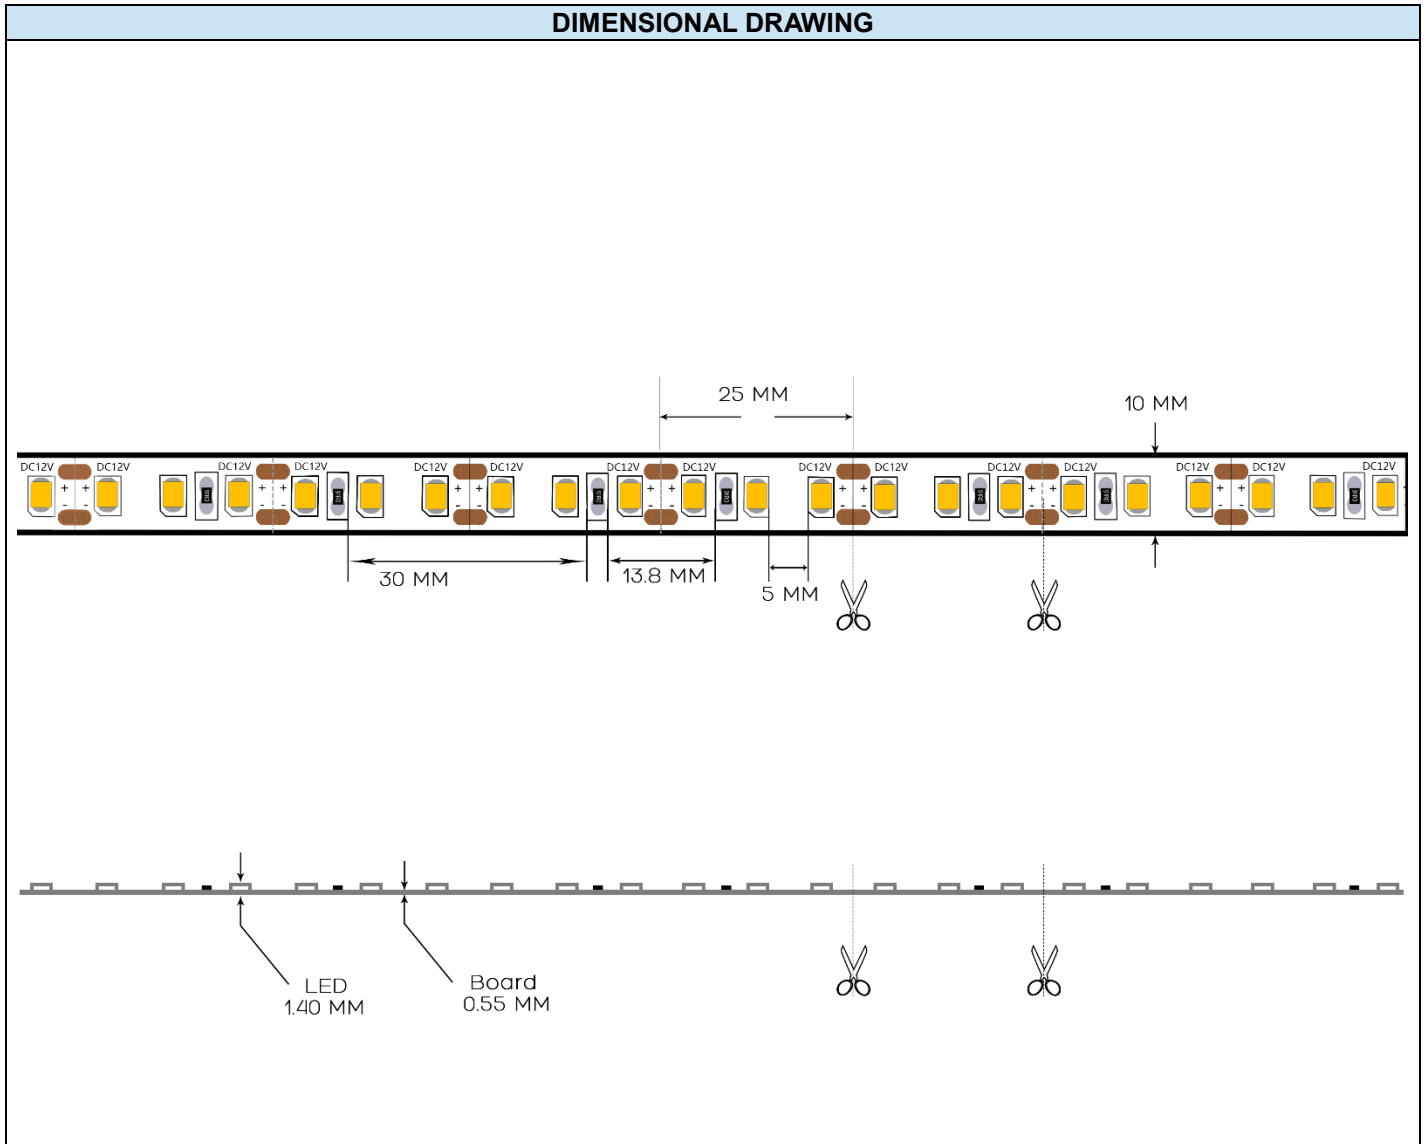 DIMENSIONAL DRAWING
25 MM
10 MM
DC12V DC12V DC12V DC12V DC12V DC12V DC12V DC12V DC12V DC12V DC12V DC12V DC12V DC12V DC12V
+ + + + + + + + + + + + + +
- - - - - - - - - - - - - -
30 MM
13.8 MM
5 MM
LED
1.40 MM
Board
0.55 MM